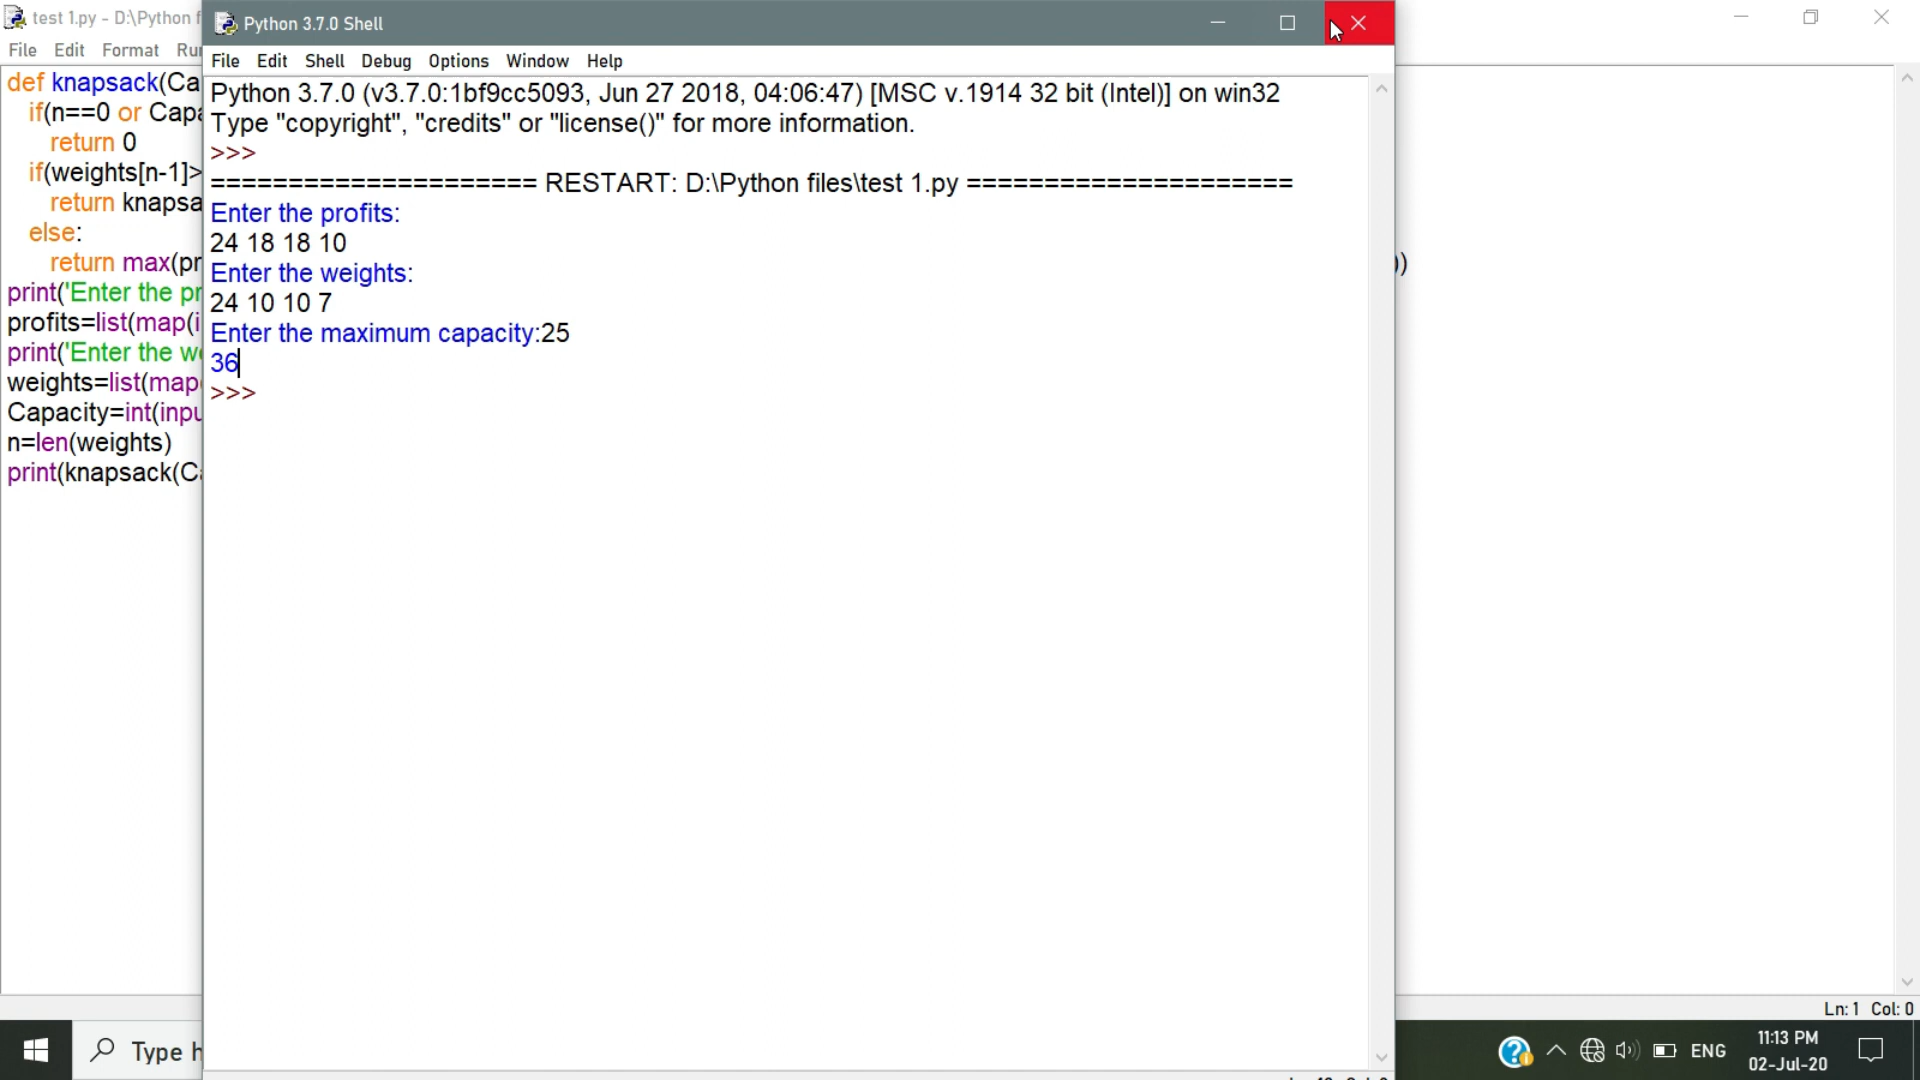 test 1.py - D:\Python f
File Edit Format Ru
def knapsack(Ca
if(n==0 or Capa
return 0
if(weights[n-1]>
return knapsa
else:
return max(pr
))
print('Enter the pr
profits=list(map(i
print('Enter the we
weights=list(map(
Capacity=int(inpu
n=len(weights)
print(knapsack(Ca
Python 3.7.0 Shell
File Edit Shell Debug Options Window Help
Python 3.7.0 (v3.7.0:1bf9cc5093, Jun 27 2018, 04:06:47) [MSC v.1914 32 bit (Intel)] on win32
Type "copyright", "credits" or "license()" for more information.
>>>
===================== RESTART: D:\Python files\test 1.py =====================
Enter the profits:
24 18 18 10
Enter the weights:
24 10 10 7
Enter the maximum capacity:25
36
>>>
Ln: 1 Col: 0
Type h
ENG
11:13 PM
02-Jul-20